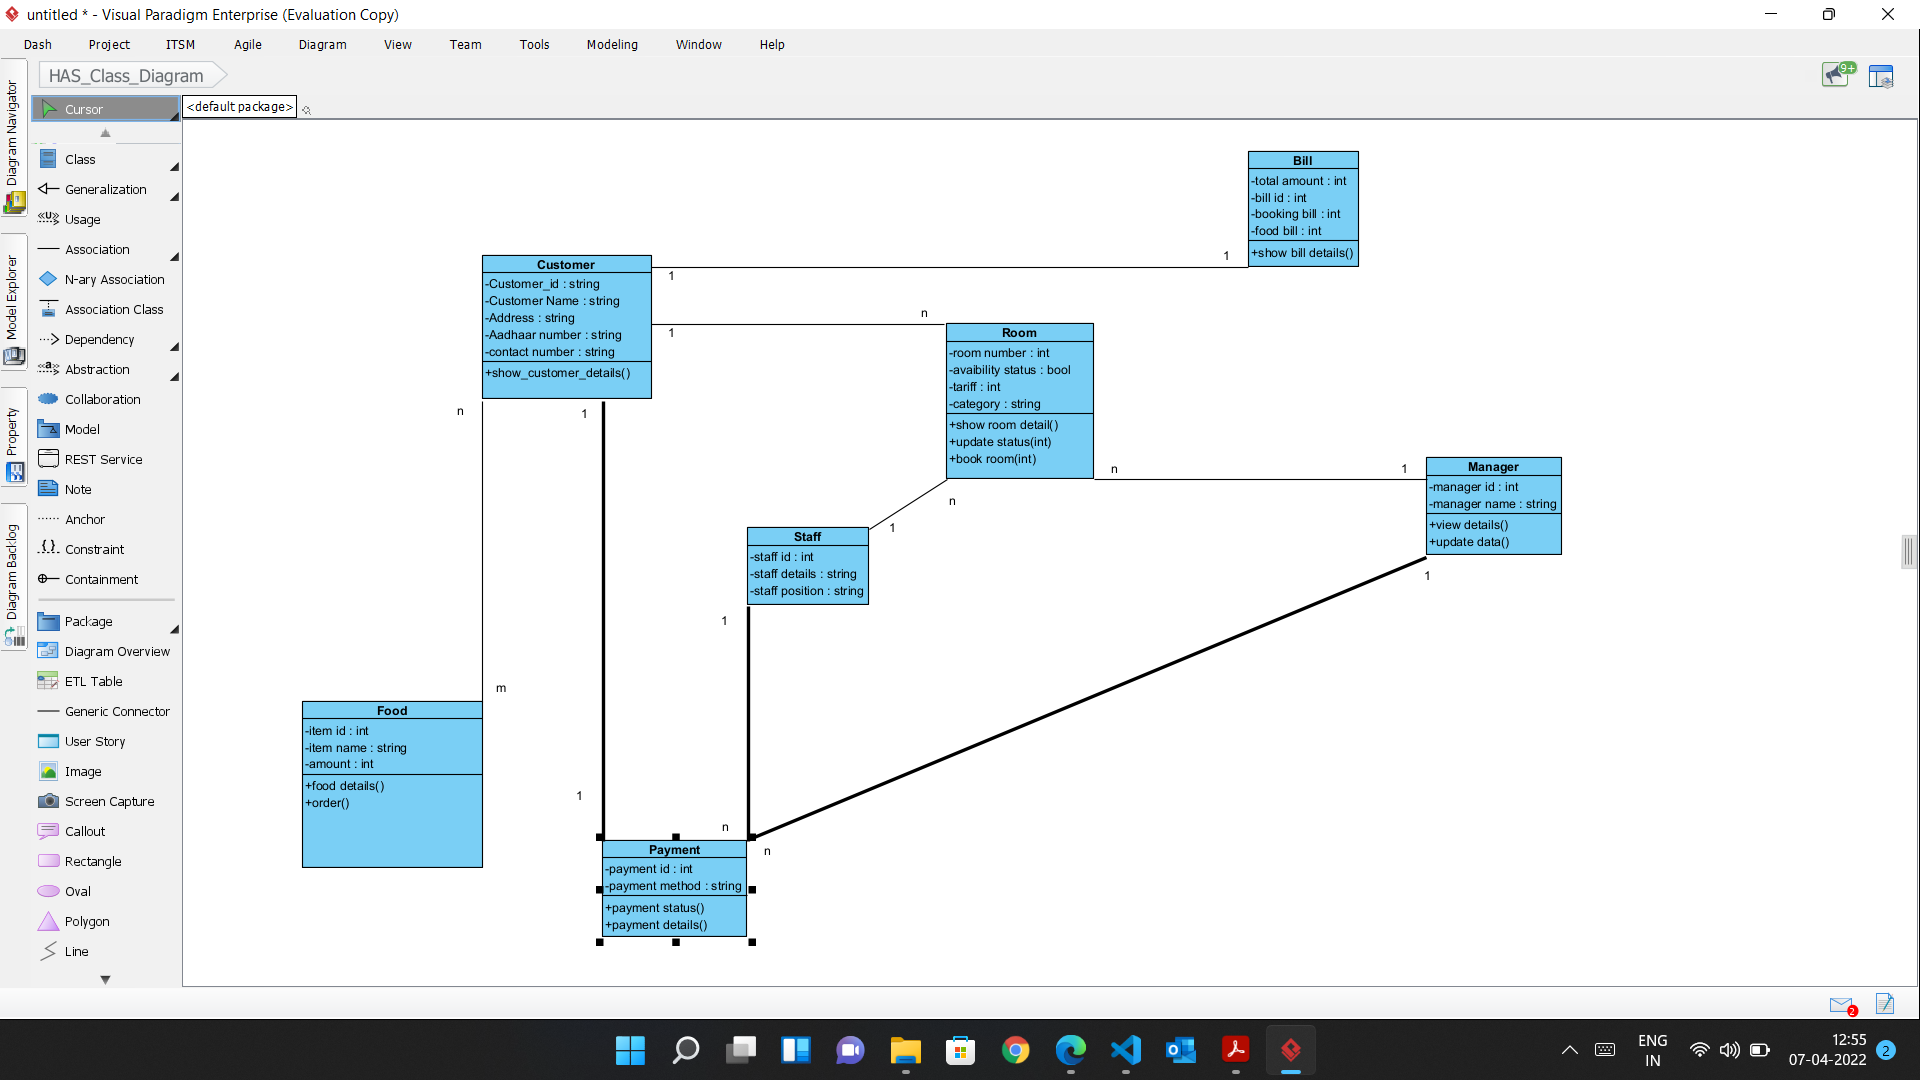 untitled * - Visual Paradigm Enterprise (Evaluation Copy)
Dash Project ITSM Agile Diagram View Team Tools Modeling Window Help
HAS_Class_Diagram
9+
Diagram Navigator
Model Explorer
Property
Diagram Backlog
Cursor
<default package>
Class
Generalization
Usage
Association
N-ary Association
Association Class
Dependency
Abstraction
Collaboration
Model
REST Service
Note
Anchor
Constraint
Containment
Package
Diagram Overview
ETL Table
Generic Connector
User Story
Image
Screen Capture
Callout
Rectangle
Oval
Polygon
Line
Bill
-total amount : int
-bill id : int
-booking bill : int
-food bill : int
+show bill details()
1
1
Customer
-Customer_id : string
-Customer Name : string
-Address : string
-Aadhaar number : string
-contact number : string
+show_customer_details()
n
1
Room
-room number : int
-avaibility status : bool
-tariff : int
-category : string
+show room detail()
+update status(int)
+book room(int)
n
1
n
1
Manager
-manager id : int
-manager name : string
+view details()
+update data()
n
1
Staff
-staff id : int
-staff details : string
-staff position : string
1
1
m
Food
-item id : int
-item name : string
-amount : int
+food details()
+order()
1
n
n
Payment
-payment id : int
-payment method : string
+payment status()
+payment details()
2
ENG
IN
12:55
07-04-2022
2